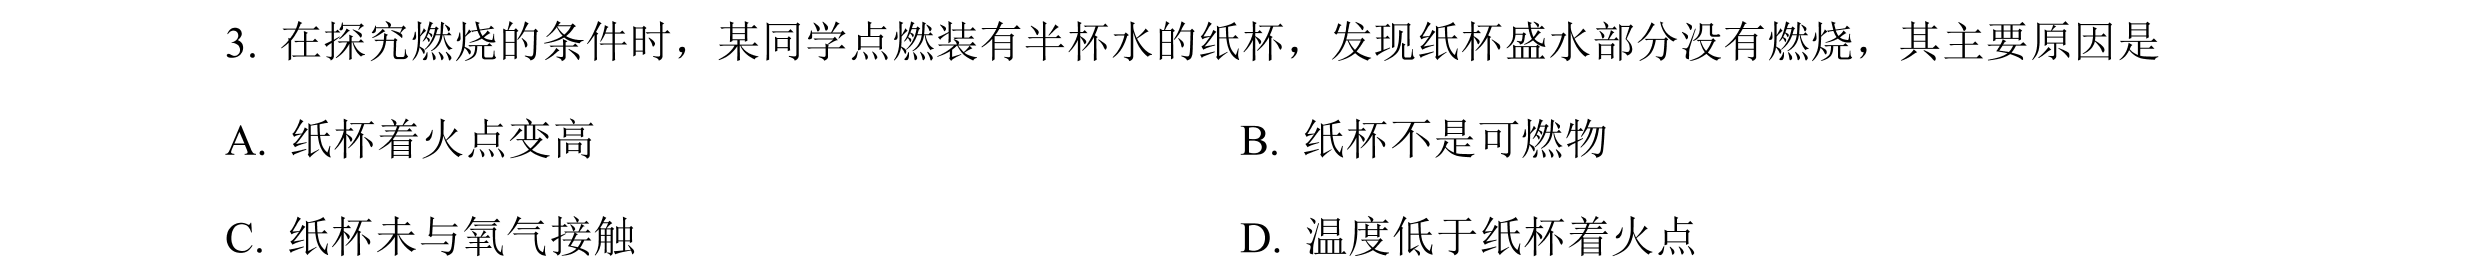 3. 在探究燃烧的条件时，某同学点燃装有半杯水的纸杯，发现纸杯盛水部分没有燃烧，其主要原因是
A. 纸杯着火点变高 B. 纸杯不是可燃物
C. 纸杯未与氧气接触 D. 温度低于纸杯着火点